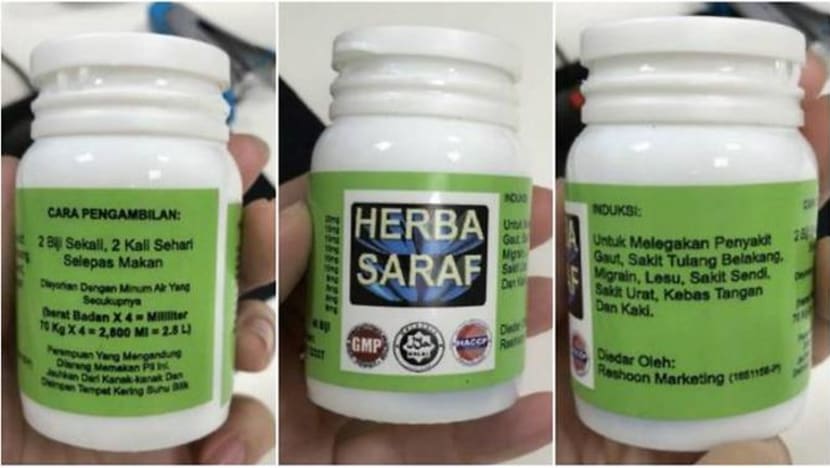 CARA PENGAMBILAN:
2 Biji Sekali, 2 Kali Sehari
Selepas Makan
Disyorkan Dengan Minum Air Yang
Secukupnya
(berat Badan X 4 = Milliliter
70 Kg X 4 = 2,800 Ml = 2.8 L)
Perempuan Yang Mengandung
Dilarang Memakan Pil Ini.
Jauhkan Dari Kanak-kanak Dan
Disimpan Tempat Kering Suhu Bilik
HERBA
SARAF
GMP
HALAL
HACCP
INDUKSI:
Untuk Melegakan Penyakit
Gaut, Sakit Tulang Belakang,
Migrain, Lesu, Sakit Sendi,
Sakit Urat, Kebas Tangan
Dan Kaki.
Diedar Oleh:
Reshoon Marketing